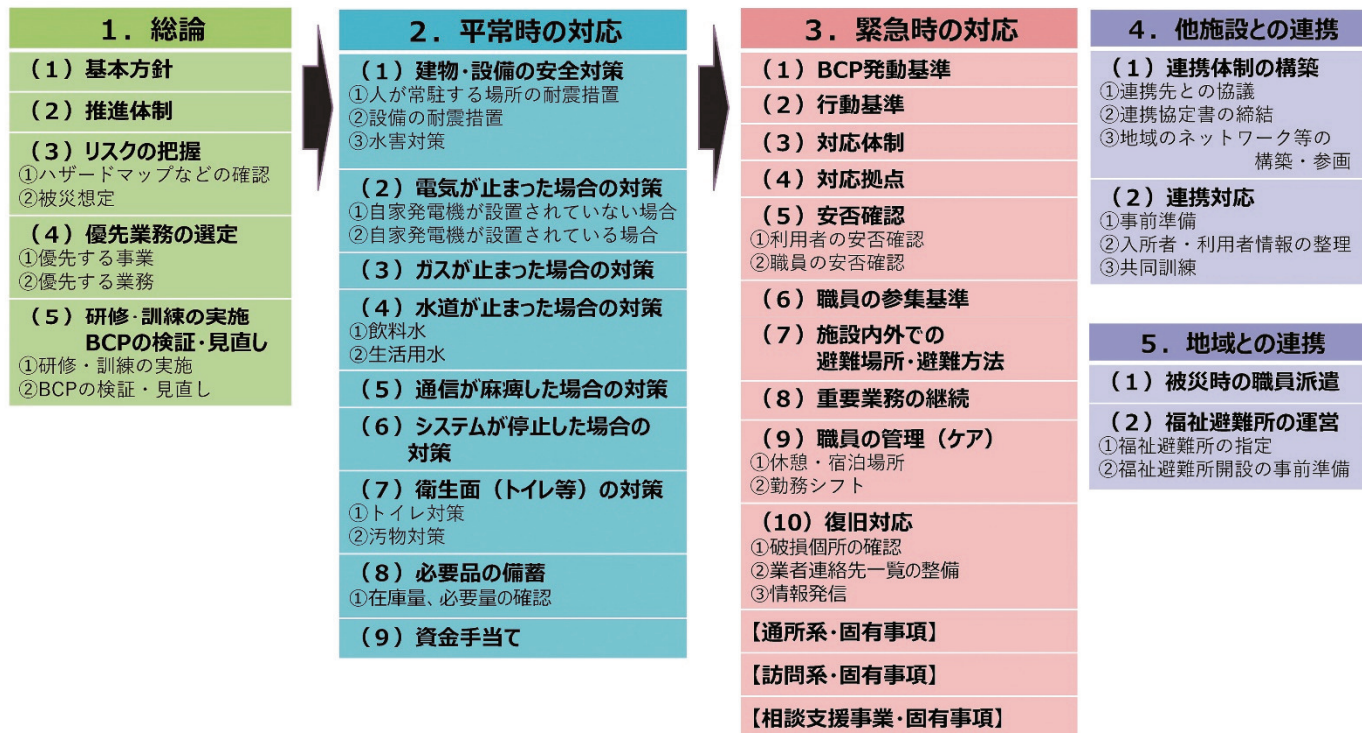 1．総論
（1）基本方針
（2）推進体制
（3）リスクの把握
①ハザードマップなどの確認
②被災想定
（4）優先業務の選定
①優先する事業
②優先する業務
（5）研修・訓練の実施
BCPの検証・見直し
①研修・訓練の実施
②BCPの検証・見直し
2．平常時の対応
（1）建物・設備の安全対策
①人が常駐する場所の耐震措置
②設備の耐震措置
③水害対策
（2）電気が止まった場合の対策
①自家発電機が設置されていない場合
②自家発電機が設置されている場合
（3）ガスが止まった場合の対策
（4）水道が止まった場合の対策
①飲料水
②生活用水
（5）通信が麻痺した場合の対策
（6）システムが停止した場合の
対策
（7）衛生面（トイレ等）の対策
①トイレ対策
②汚物対策
（8）必要品の備蓄
①在庫量、必要量の確認
（9）資金手当て
3．緊急時の対応
（1）BCP発動基準
（2）行動基準
（3）対応体制
（4）対応拠点
（5）安否確認
①利用者の安否確認
②職員の安否確認
（6）職員の参集基準
（7）施設内外での
避難場所・避難方法
（8）重要業務の継続
（9）職員の管理（ケア）
①休憩・宿泊場所
②勤務シフト
（10）復旧対応
①破損個所の確認
②業者連絡先一覧の整備
③情報発信
【通所系・固有事項】
【訪問系・固有事項】
【相談支援事業・固有事項】
4．他施設との連携
（1）連携体制の構築
①連携先との協議
②連携協定書の締結
③地域のネットワーク等の
構築・参画
（2）連携対応
①事前準備
②入所者・利用者情報の整理
③共同訓練
5．地域との連携
（1）被災時の職員派遣
（2）福祉避難所の運営
①福祉避難所の指定
②福祉避難所開設の事前準備